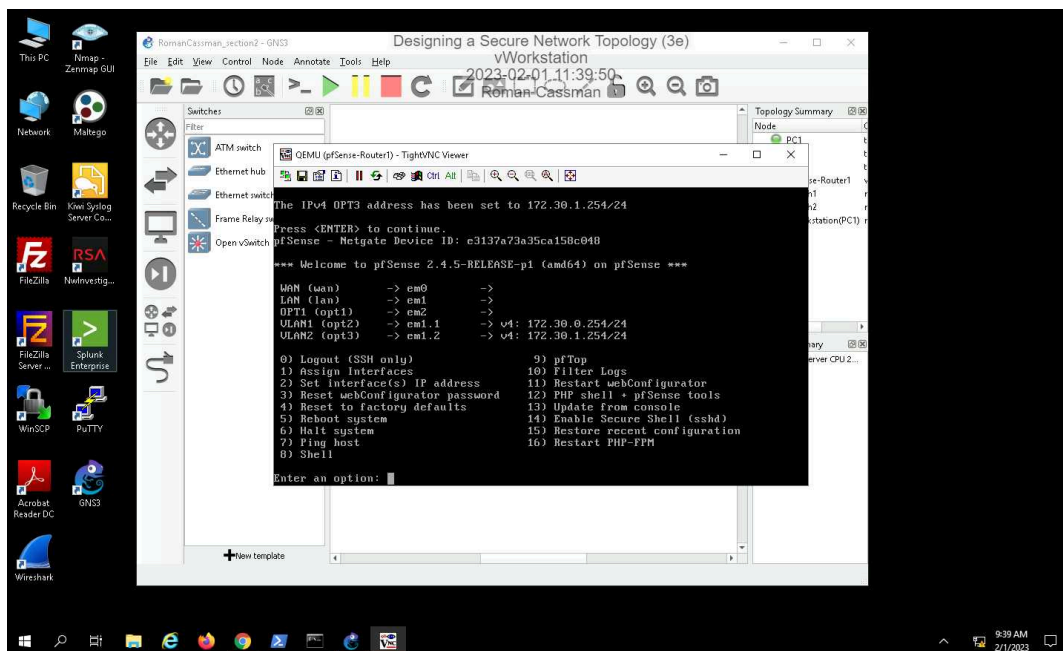 This PC
Nmap - Zenmap GUI
Network
Maltego
Recycle Bin
Kiwi Syslog Server Co...
FileZilla
NwInvestig...
RSA
FileZilla Server ...
Splunk Enterprise
WinSCP
PuTTY
Acrobat Reader DC
GNS3
Wireshark
RomanCassman_section2 - GNS3
Designing a Secure Network Topology (3e)
vWorkstation
2023-02-01 11:39:50
Roman Cassman
File Edit View Control Node Annotate Tools Help
Switches
Filter
ATM switch
Ethernet hub
Ethernet switch
Frame Relay sw
Open vSwitch
New template
Topology Summary
Node
PC1
se-Router1
h1
h2
kstation(PC1)
ary
erver CPU 2...
QEMU (pfSense-Router1) - TightVNC Viewer
Ctrl Alt
The IPv4 OPT3 address has been set to 172.30.1.254/24
Press <ENTER> to continue.
pfSense - Netgate Device ID: e3137a73a35ca158c048
*** Welcome to pfSense 2.4.5-RELEASE-p1 (amd64) on pfSense ***
WAN (wan) -> em0 ->
LAN (lan) -> em1 ->
OPT1 (opt1) -> em2 ->
VLAN1 (opt2) -> em1.1 -> v4: 172.30.0.254/24
VLAN2 (opt3) -> em1.2 -> v4: 172.30.1.254/24
0) Logout (SSH only) 9) pfTop
1) Assign Interfaces 10) Filter Logs
2) Set interface(s) IP address 11) Restart webConfigurator
3) Reset webConfigurator password 12) PHP shell + pfSense tools
4) Reset to factory defaults 13) Update from console
5) Reboot system 14) Enable Secure Shell (sshd)
6) Halt system 15) Restore recent configuration
7) Ping host 16) Restart PHP-FPM
8) Shell
Enter an option:
9:39 AM
2/1/2023